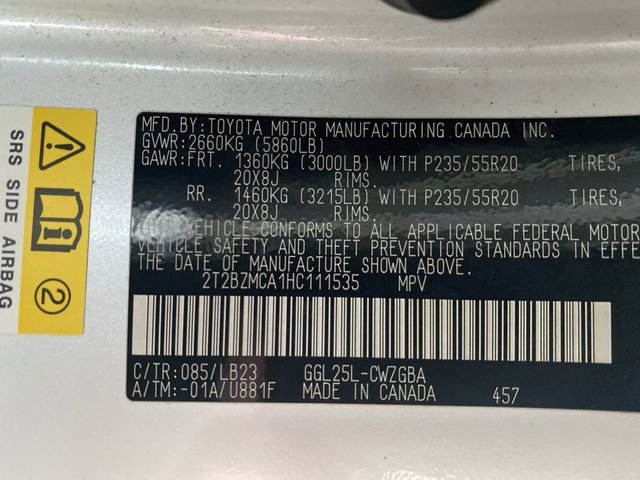 MFD.BY:TOYOTA MOTOR MANUFACTURING CANADA INC.
GVWR:2660KG (5860LB)
GAWR:FRT. 1360KG (3000LB) WITH P235/55R20 TIRES,
20X8J RIMS.
RR. 1460KG (3215LB) WITH P235/55R20 TIRES,
20X8J RIMS.
THIS VEHICLE CONFORMS TO ALL APPLICABLE FEDERAL MOTOR
VEHICLE SAFETY AND THEFT PREVENTION STANDARDS IN EFFE
THE DATE OF MANUFACTURE SHOWN ABOVE.
2T2BZMCA1HC111535 MPV
C/TR:085/LB23 GGL25L-CWZGBA
A/TM:-01A/U881F MADE IN CANADA 457
SRS SIDE AIRBAG
2